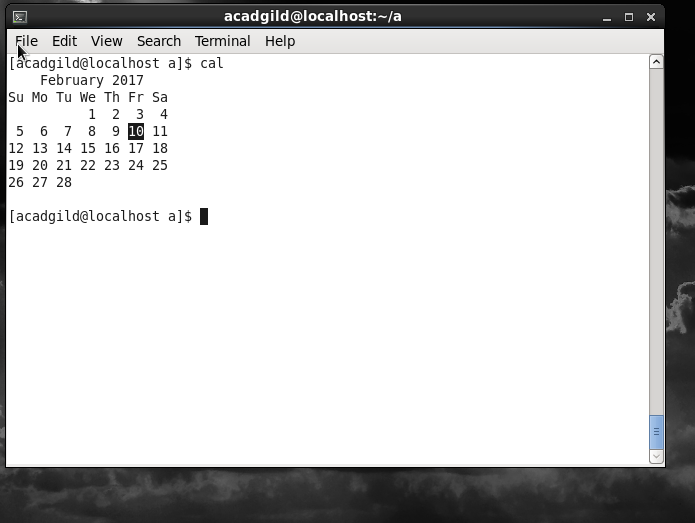 acadgild@localhost:~/a
File Edit View Search Terminal Help
[acadgild@localhost a]$ cal
    February 2017
Su Mo Tu We Th Fr Sa
          1  2  3  4
 5  6  7  8  9 10 11
12 13 14 15 16 17 18
19 20 21 22 23 24 25
26 27 28
[acadgild@localhost a]$